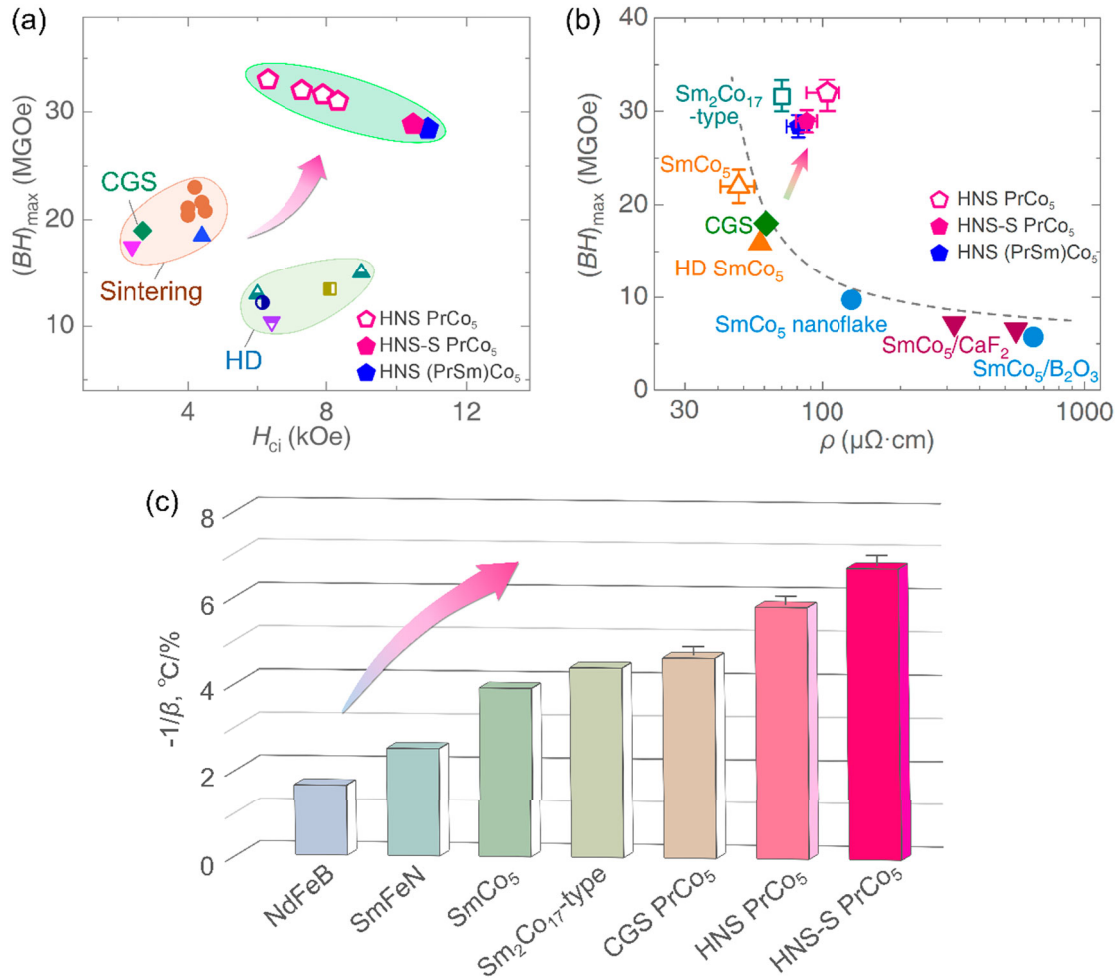 (a)
40
30
20
10
(BH)max (MGOe)
4
8
12
Hci (kOe)
CGS
Sintering
HD
HNS PrCo5
HNS-S PrCo5
HNS (PrSm)Co5
(b)
40
30
20
10
0
(BH)max (MGOe)
30
100
1000
ρ (μΩ·cm)
Sm2Co17
-type
SmCo5
CGS
HD SmCo5
SmCo5 nanoflake
SmCo5/CaF2
SmCo5/B2O3
HNS PrCo5
HNS-S PrCo5
HNS (PrSm)Co5
(c)
8
6
4
2
0
-1/β, °C/%
NdFeB
SmFeN
SmCo5
Sm2Co17-type
CGS PrCo5
HNS PrCo5
HNS-S PrCo5